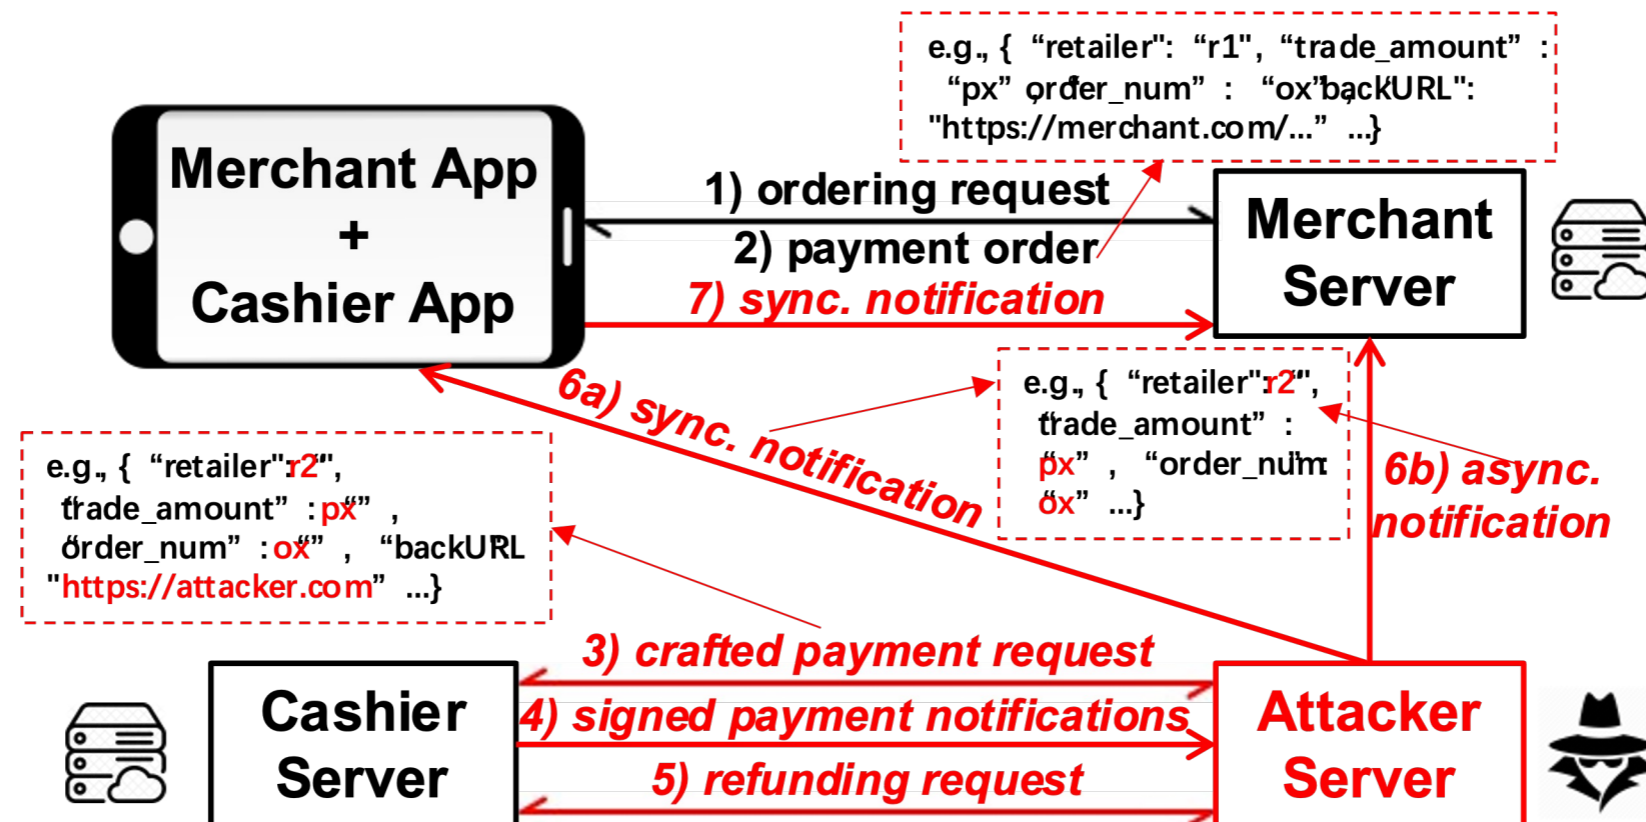 e.g., { “retailer": “r1", “trade_amount” :
“px” , “order_num” : “ox”, “backURL":
"https://merchant.com/...” ...}
Merchant App
+
Cashier App
1) ordering request
2) payment order
7) sync. notification
Merchant
Server
6a) sync. notification
e.g., { “retailer": “r2",
“trade_amount” :
“px” , “order_num":
“ox” ...}
6b) async.
notification
e.g., { “retailer": “r2",
“trade_amount” : “px” ,
“order_num” : “ox” , “backURL"
"https://attacker.com” ...}
3) crafted payment request
4) signed payment notifications
5) refunding request
Cashier
Server
Attacker
Server